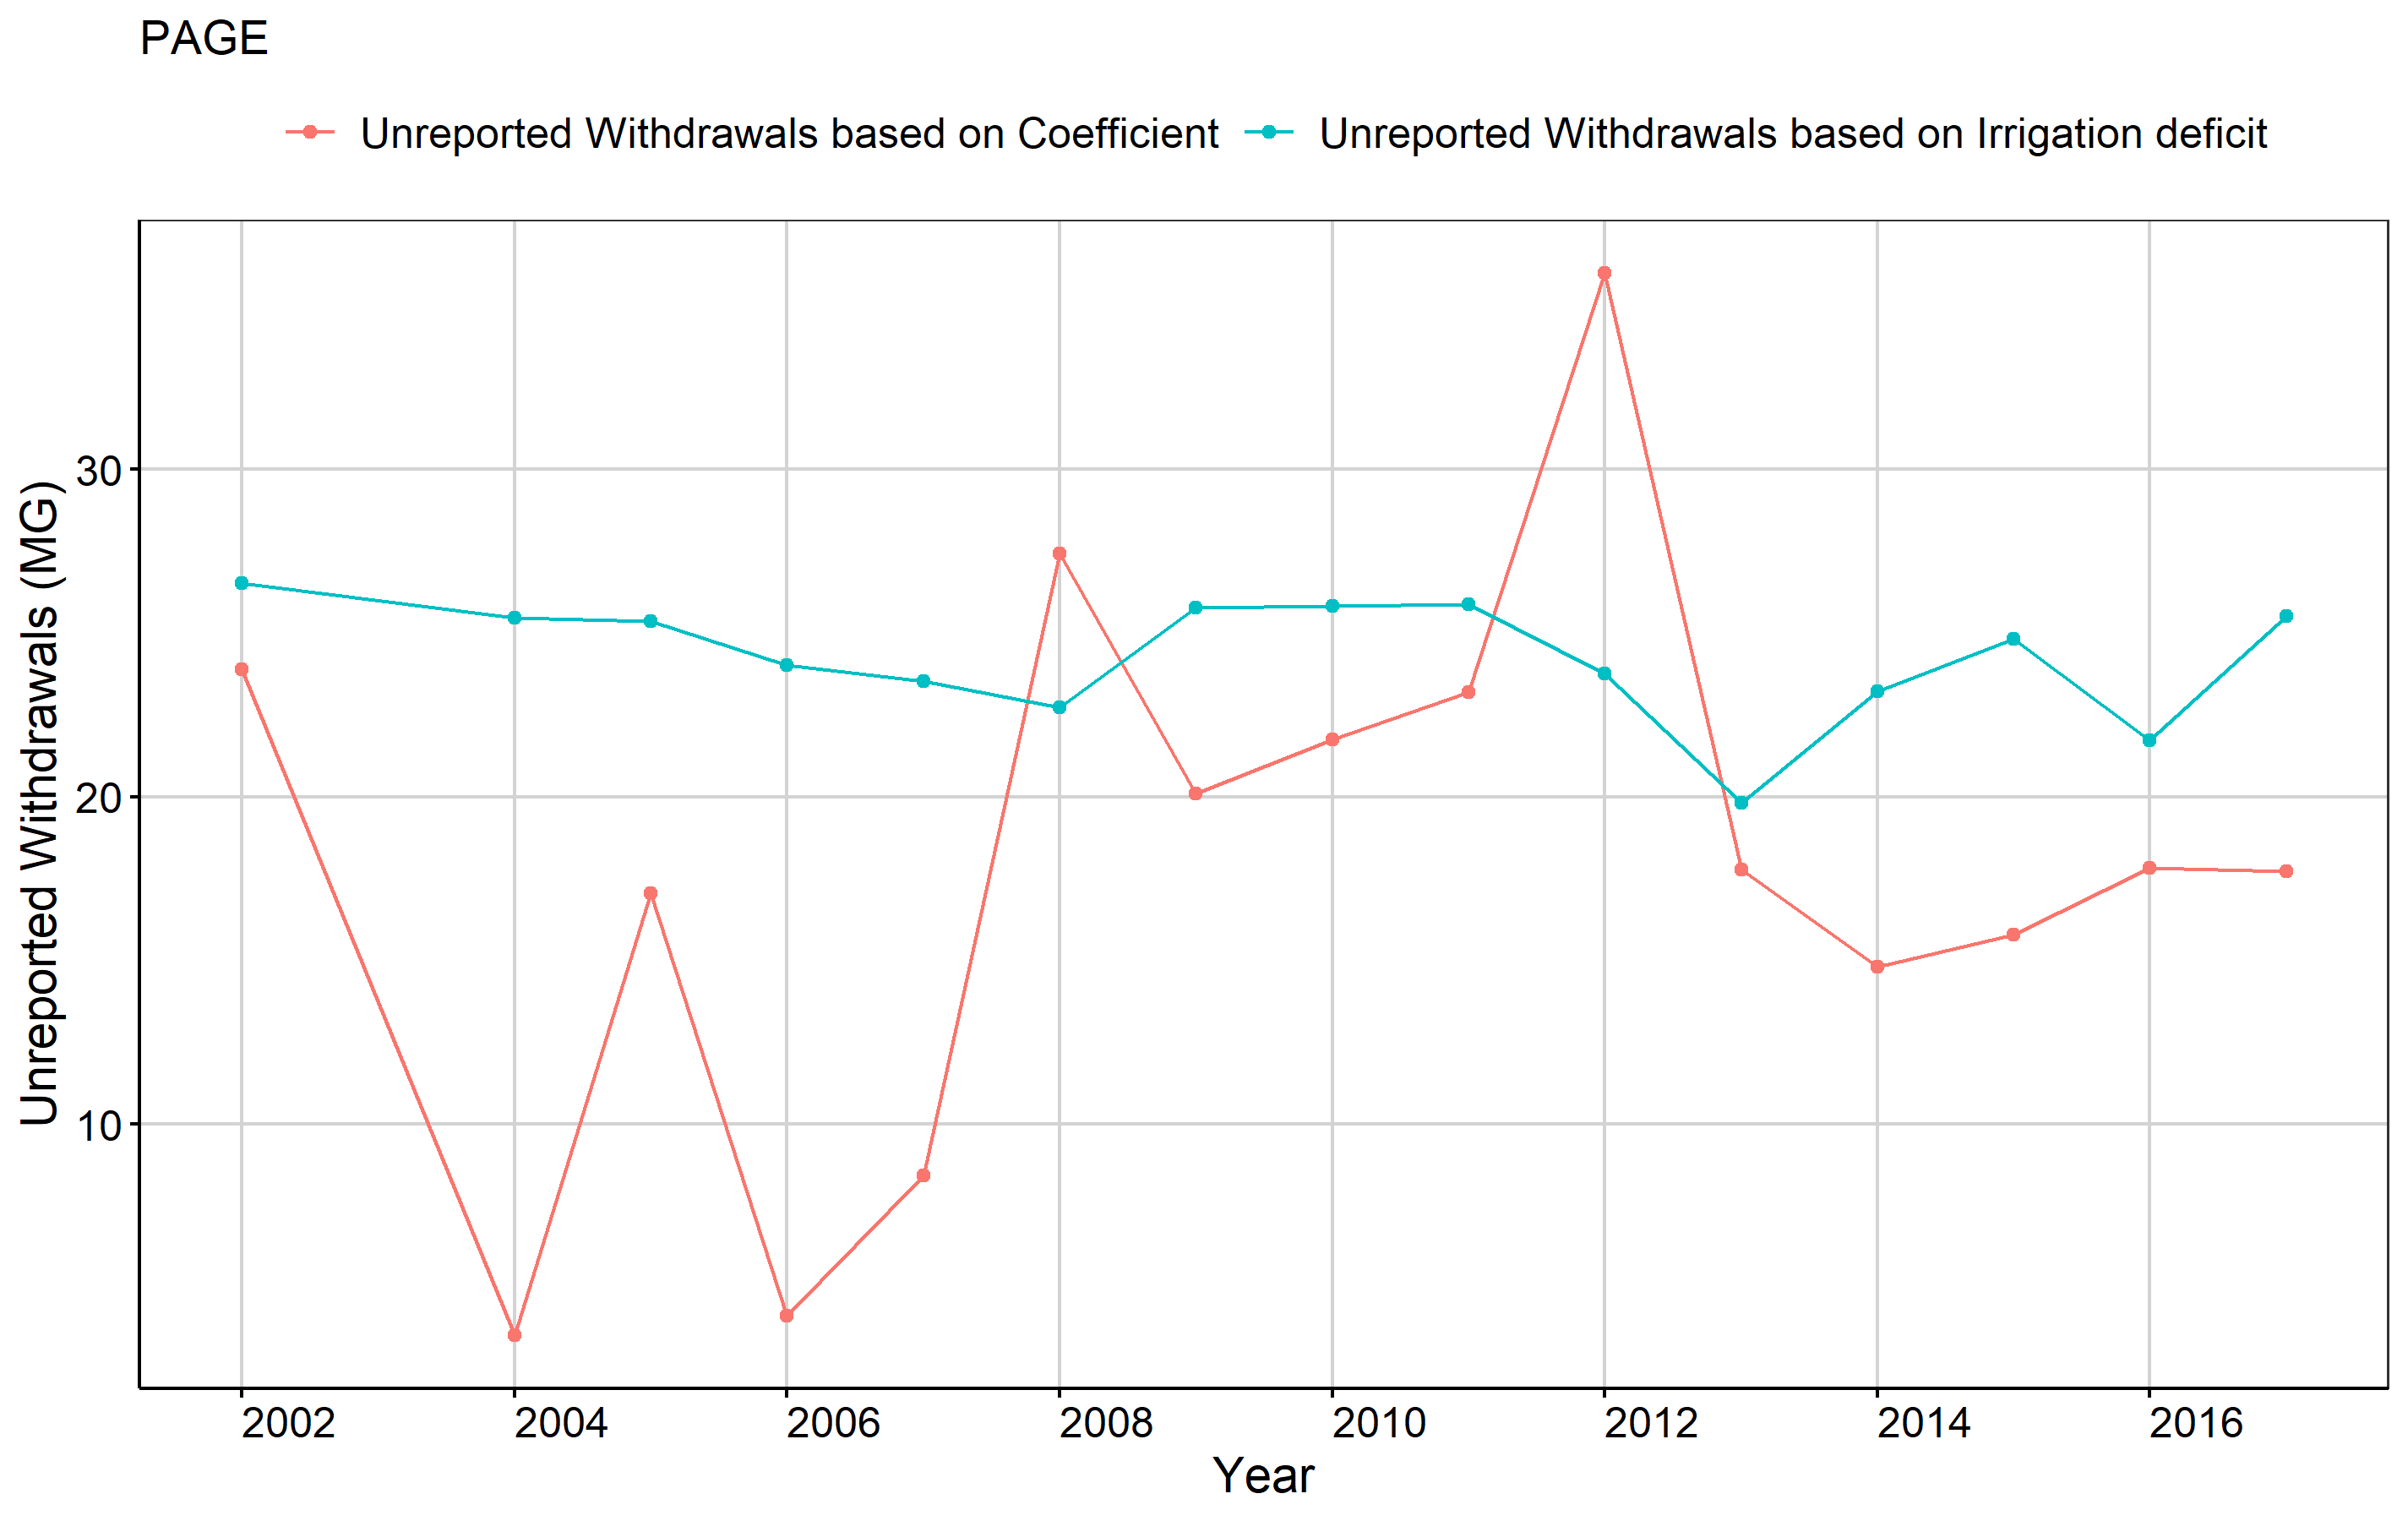 PAGE
Unreported Withdrawals based on Coefficient Unreported Withdrawals based on Irrigation deficit
Unreported Withdrawals (MG)
30
20
10
2002 2004 2006 2008 2010 2012 2014 2016
Year